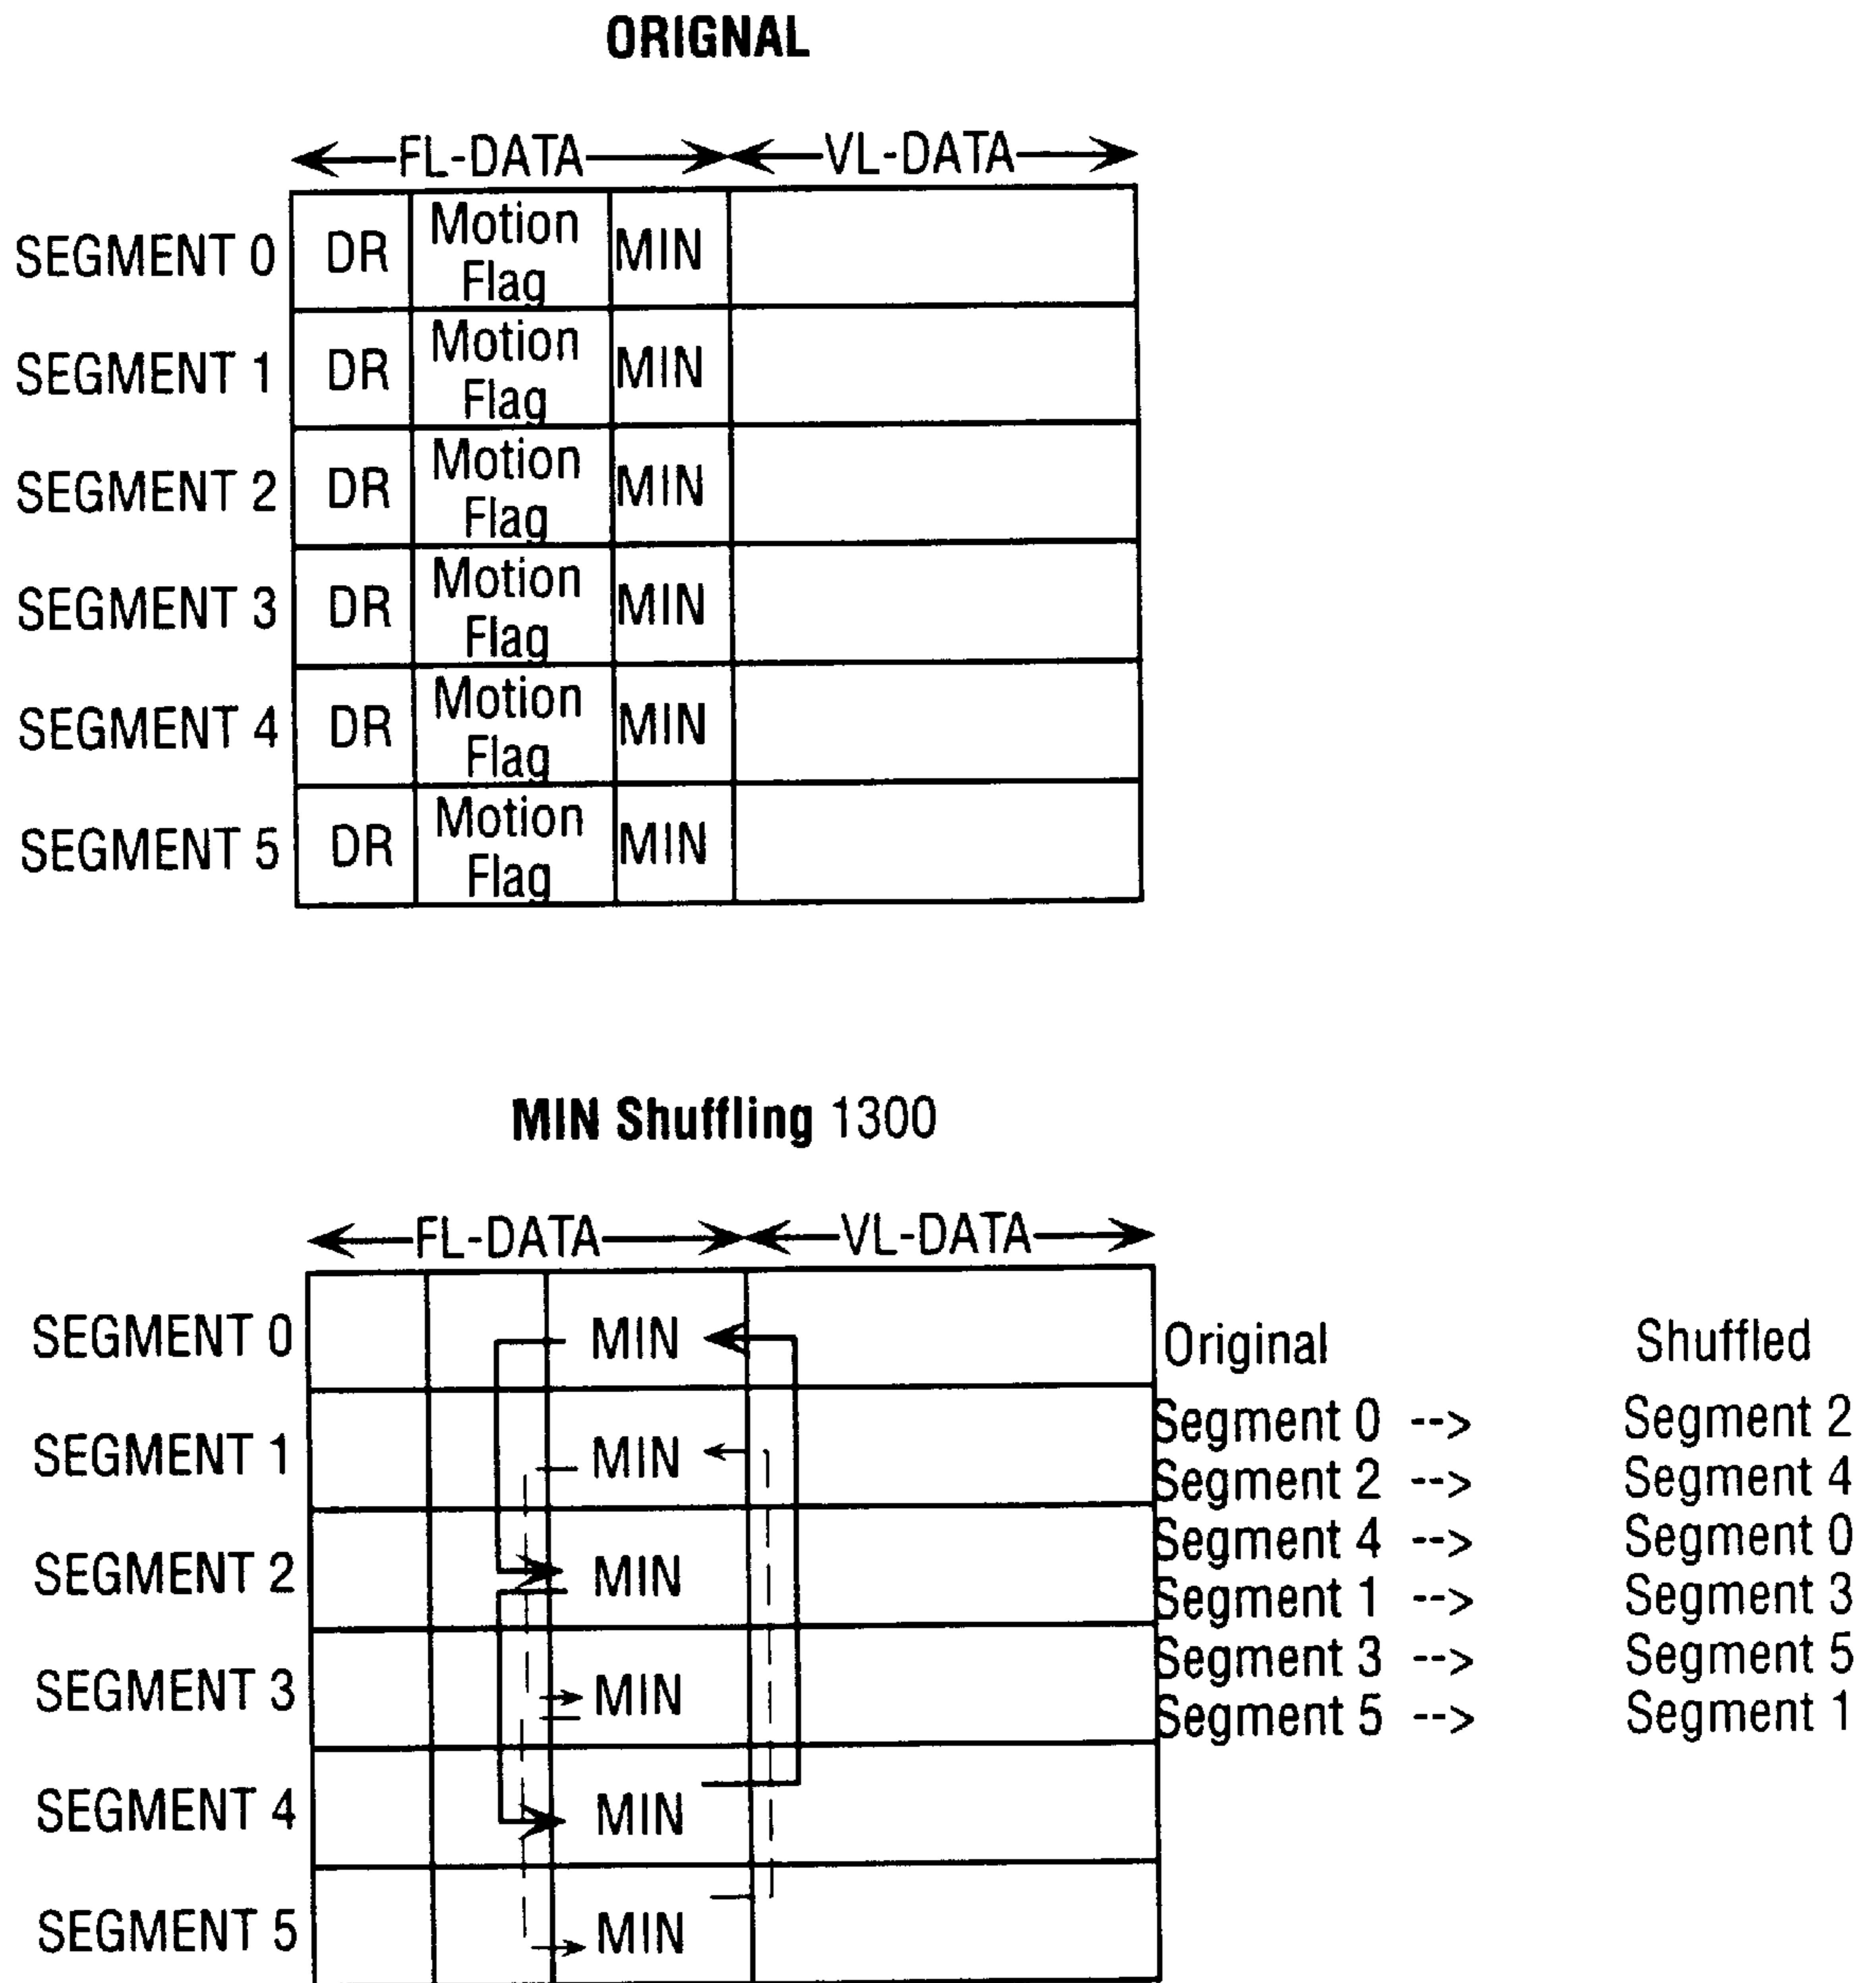 ORIGNAL
FL-DATA VL-DATA
SEGMENT 0 DR Motion Flag MIN
SEGMENT 1 DR Motion Flag MIN
SEGMENT 2 DR Motion Flag MIN
SEGMENT 3 DR Motion Flag MIN
SEGMENT 4 DR Motion Flag MIN
SEGMENT 5 DR Motion Flag MIN
MIN Shuffling 1300
FL-DATA VL-DATA
SEGMENT 0 MIN
SEGMENT 1 MIN
SEGMENT 2 MIN
SEGMENT 3 MIN
SEGMENT 4 MIN
SEGMENT 5 MIN
Original Shuffled
Segment 0 --> Segment 2
Segment 2 --> Segment 4
Segment 4 --> Segment 0
Segment 1 --> Segment 3
Segment 3 --> Segment 5
Segment 5 --> Segment 1